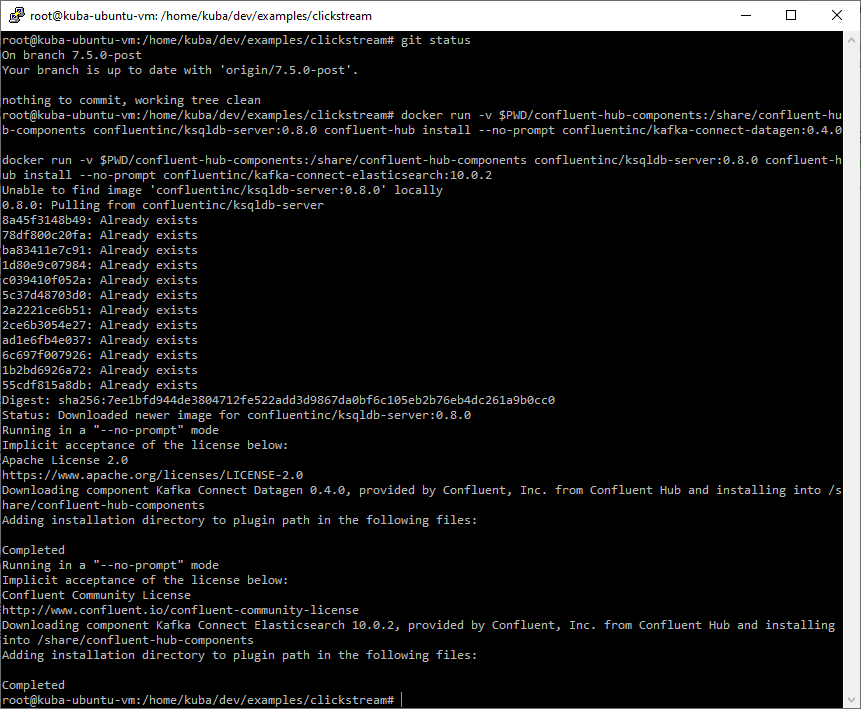 root@kuba-ubuntu-vm: /home/kuba/dev/examples/clickstream
root@kuba-ubuntu-vm:/home/kuba/dev/examples/clickstream# git status
On branch 7.5.0-post
Your branch is up to date with 'origin/7.5.0-post'.
nothing to commit, working tree clean
root@kuba-ubuntu-vm:/home/kuba/dev/examples/clickstream# docker run -v $PWD/confluent-hub-components:/share/confluent-hu
b-components confluentinc/ksqldb-server:0.8.0 confluent-hub install --no-prompt confluentinc/kafka-connect-datagen:0.4.0
docker run -v $PWD/confluent-hub-components:/share/confluent-hub-components confluentinc/ksqldb-server:0.8.0 confluent-h
ub install --no-prompt confluentinc/kafka-connect-elasticsearch:10.0.2
Unable to find image 'confluentinc/ksqldb-server:0.8.0' locally
0.8.0: Pulling from confluentinc/ksqldb-server
8a45f3148b49: Already exists
78df800c20fa: Already exists
ba83411e7c91: Already exists
1d80e9c07984: Already exists
c039410f052a: Already exists
5c37d48703d0: Already exists
2a2221ce6b51: Already exists
2ce6b3054e27: Already exists
ad1e6fb4e037: Already exists
6c697f007926: Already exists
1b2bd6926a72: Already exists
55cdf815a8db: Already exists
Digest: sha256:7ee1bfd944de3804712fe522add3d9867da0bf6c105eb2b76eb4dc261a9b0cc0
Status: Downloaded newer image for confluentinc/ksqldb-server:0.8.0
Running in a "--no-prompt" mode
Implicit acceptance of the license below:
Apache License 2.0
https://www.apache.org/licenses/LICENSE-2.0
Downloading component Kafka Connect Datagen 0.4.0, provided by Confluent, Inc. from Confluent Hub and installing into /s
hare/confluent-hub-components
Adding installation directory to plugin path in the following files:
Completed
Running in a "--no-prompt" mode
Implicit acceptance of the license below:
Confluent Community License
http://www.confluent.io/confluent-community-license
Downloading component Kafka Connect Elasticsearch 10.0.2, provided by Confluent, Inc. from Confluent Hub and installing
into /share/confluent-hub-components
Adding installation directory to plugin path in the following files:
Completed
root@kuba-ubuntu-vm:/home/kuba/dev/examples/clickstream#